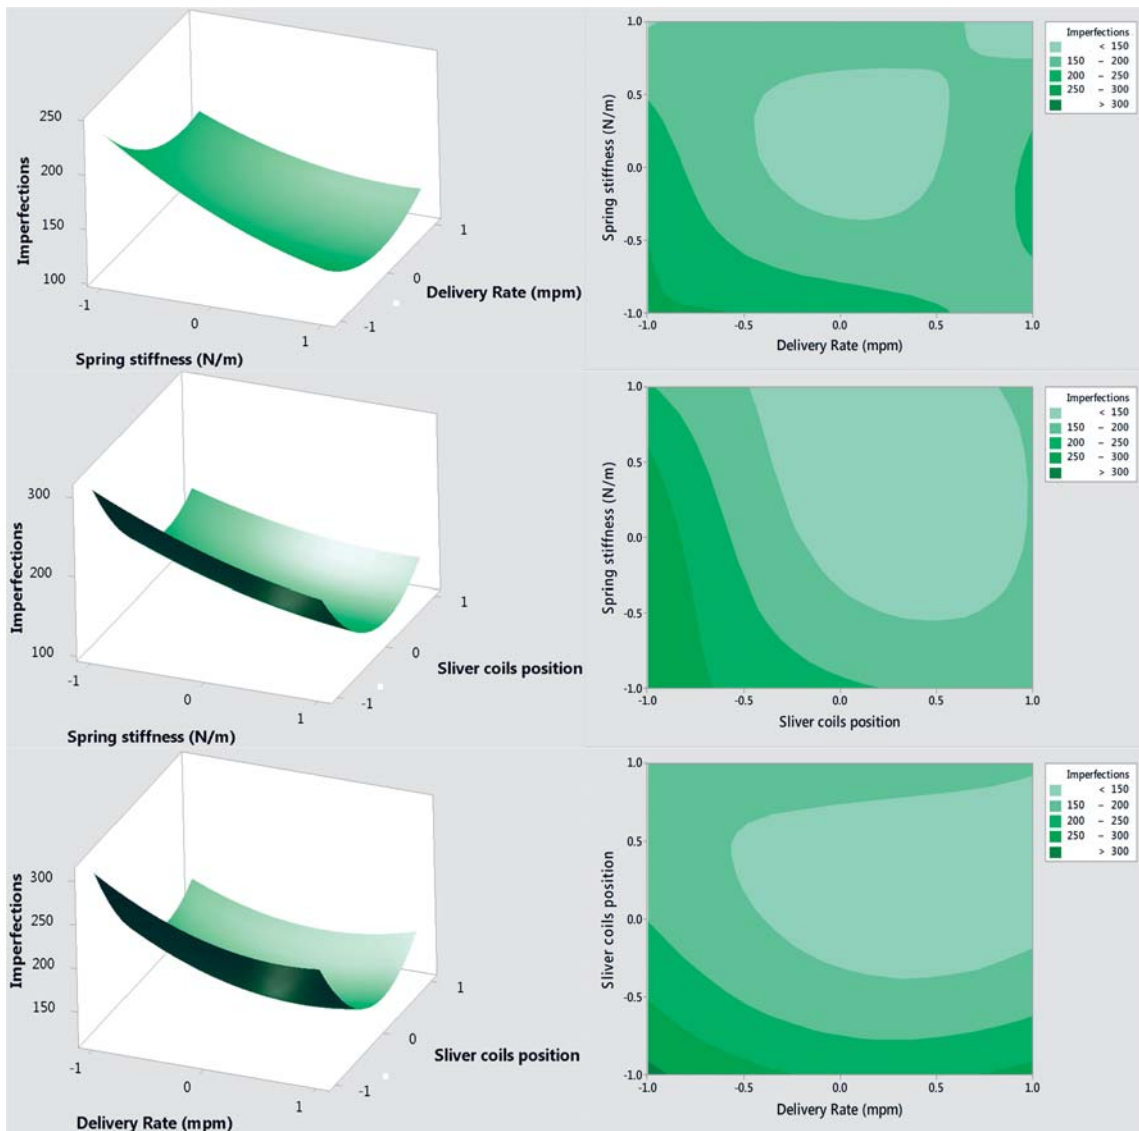 250
200
150
100
Imperfections
-1
0
1
Spring stiffness (N/m)
-1
0
1
Delivery Rate (mpm)
1.0
0.5
0.0
-0.5
-1.0
Spring stiffness (N/m)
-1.0 -0.5 0.0 0.5 1.0
Delivery Rate (mpm)
Imperfections
< 150
150 – 200
200 – 250
250 – 300
> 300
300
200
100
Imperfections
-1
0
1
Spring stiffness (N/m)
-1
0
1
Sliver coils position
1.0
0.5
0.0
-0.5
-1.0
Spring stiffness (N/m)
-1.0 -0.5 0.0 0.5 1.0
Sliver coils position
Imperfections
< 150
150 – 200
200 – 250
250 – 300
> 300
300
250
200
150
Imperfections
-1
0
1
Delivery Rate (mpm)
-1
0
1
Sliver coils position
1.0
0.5
0.0
-0.5
-1.0
Sliver coils position
-1.0 -0.5 0.0 0.5 1.0
Delivery Rate (mpm)
Imperfections
< 150
150 – 200
200 – 250
250 – 300
> 300